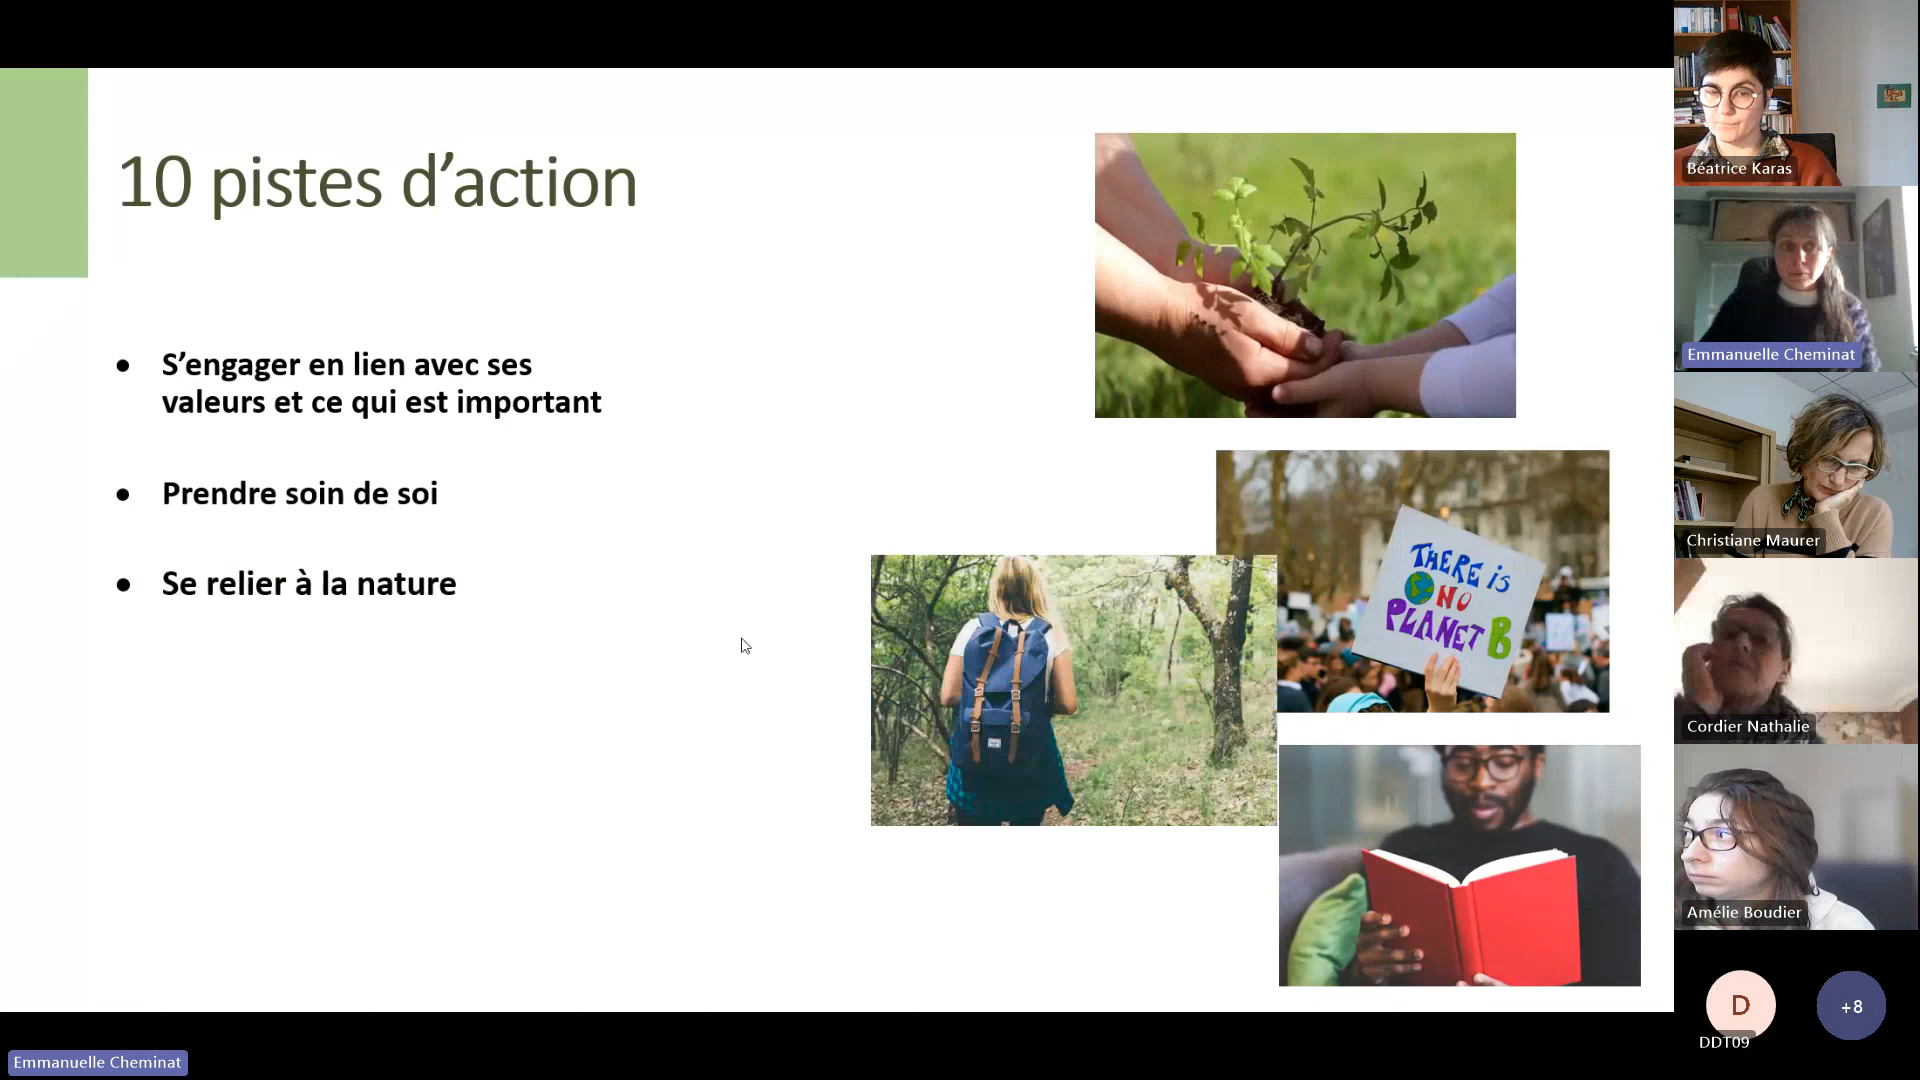 10 pistes d’action
• S’engager en lien avec ses
valeurs et ce qui est important
• Prendre soin de soi
• Se relier à la nature
THERE is
NO
PLANET B
Béatrice Karas
Emmanuelle Cheminat
Christiane Maurer
Cordier Nathalie
Amélie Boudier
D
DDT09
+8
Emmanuelle Cheminat